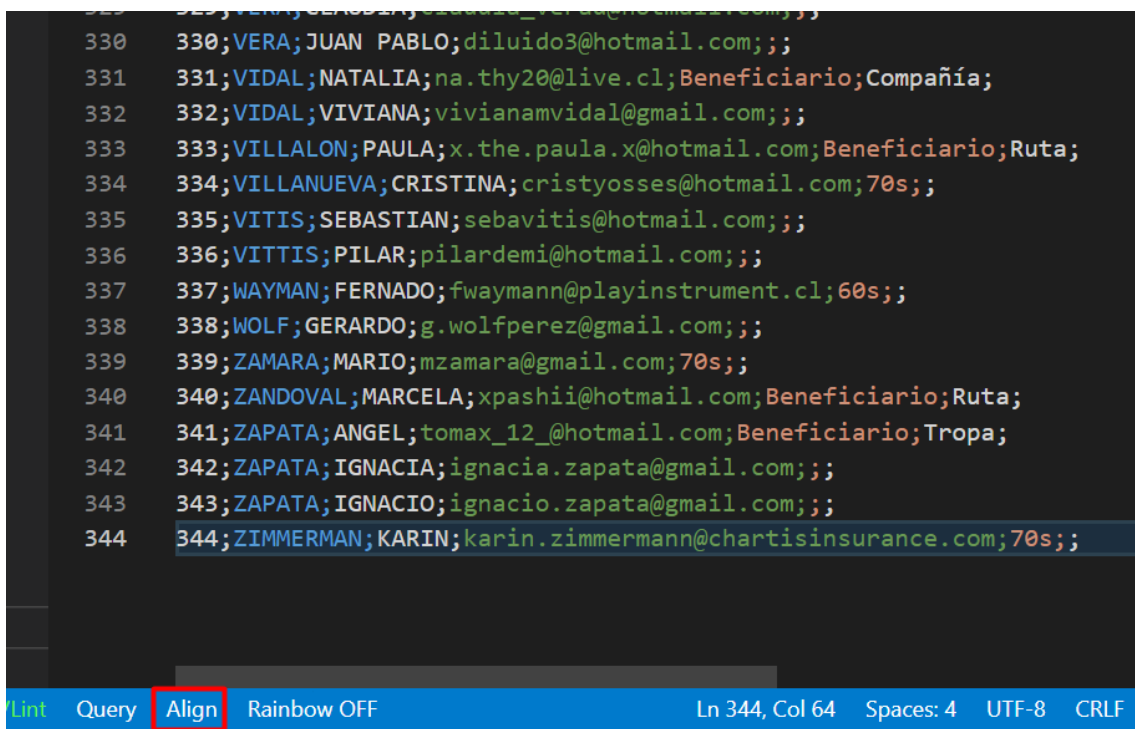 330 330;VERA;JUAN PABLO;diluido3@hotmail.com;;;
331 331;VIDAL;NATALIA;na.thy20@live.cl;Beneficiario;Compañía;
332 332;VIDAL;VIVIANA;vivianamvidal@gmail.com;;;
333 333;VILLALON;PAULA;x.the.paula.x@hotmail.com;Beneficiario;Ruta;
334 334;VILLANUEVA;CRISTINA;cristyosses@hotmail.com;70s;;
335 335;VITIS;SEBASTIAN;sebavitis@hotmail.com;;;
336 336;VITTIS;PILAR;pilardemi@hotmail.com;;;
337 337;WAYMAN;FERNADO;fwaymann@playinstrument.cl;60s;;
338 338;WOLF;GERARDO;g.wolfperez@gmail.com;;;
339 339;ZAMARA;MARIO;mzamara@gmail.com;70s;;
340 340;ZANDOVAL;MARCELA;xpashii@hotmail.com;Beneficiario;Ruta;
341 341;ZAPATA;ANGEL;tomax_12_@hotmail.com;Beneficiario;Tropa;
342 342;ZAPATA;IGNACIA;ignacia.zapata@gmail.com;;;
343 343;ZAPATA;IGNACIO;ignacio.zapata@gmail.com;;;
344 344;ZIMMERMAN;KARIN;karin.zimmermann@chartisinsurance.com;70s;;
Lint Query Align Rainbow OFF Ln 344, Col 64 Spaces: 4 UTF-8 CRLF